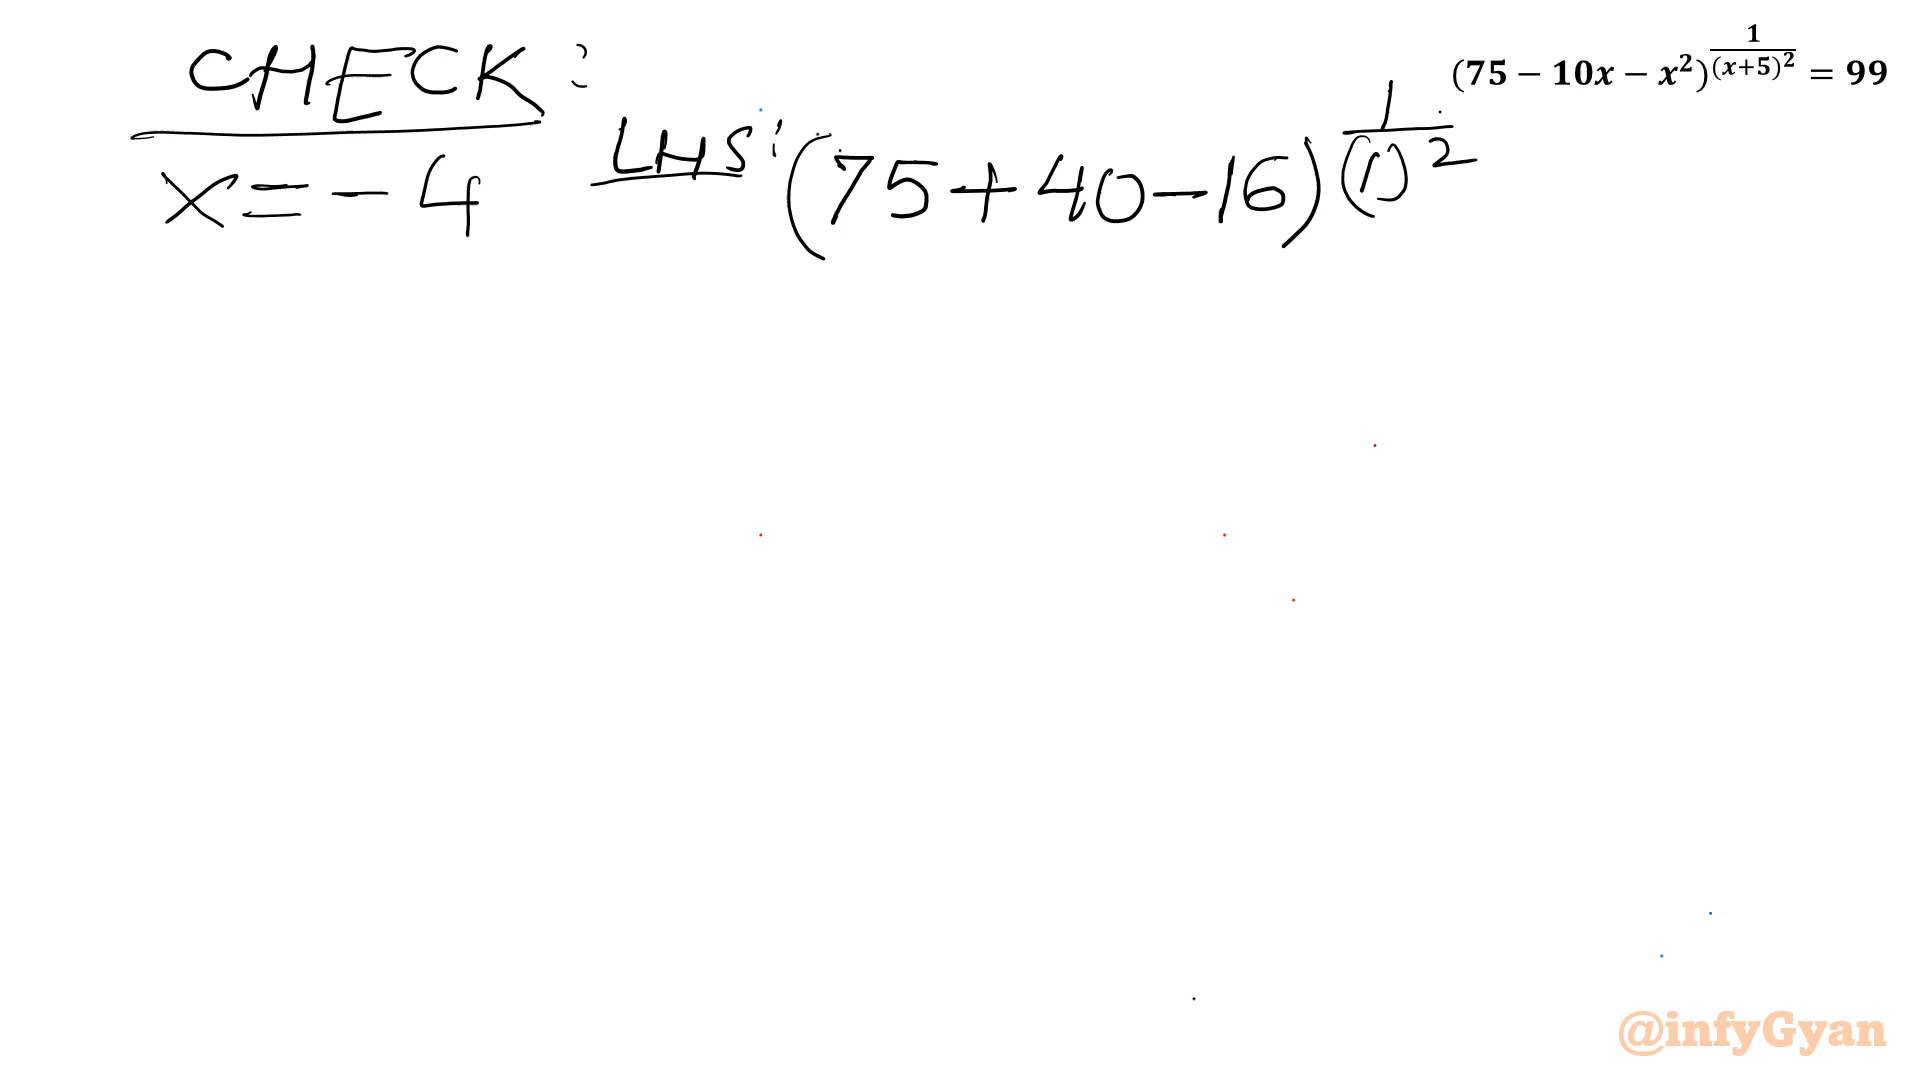 CHECK:
(75 − 10x − x²)^(1/(x+5)²) = 99
x = − 4 LHS: (75 + 40 − 16)^(1/(1)²)
@infyGyan